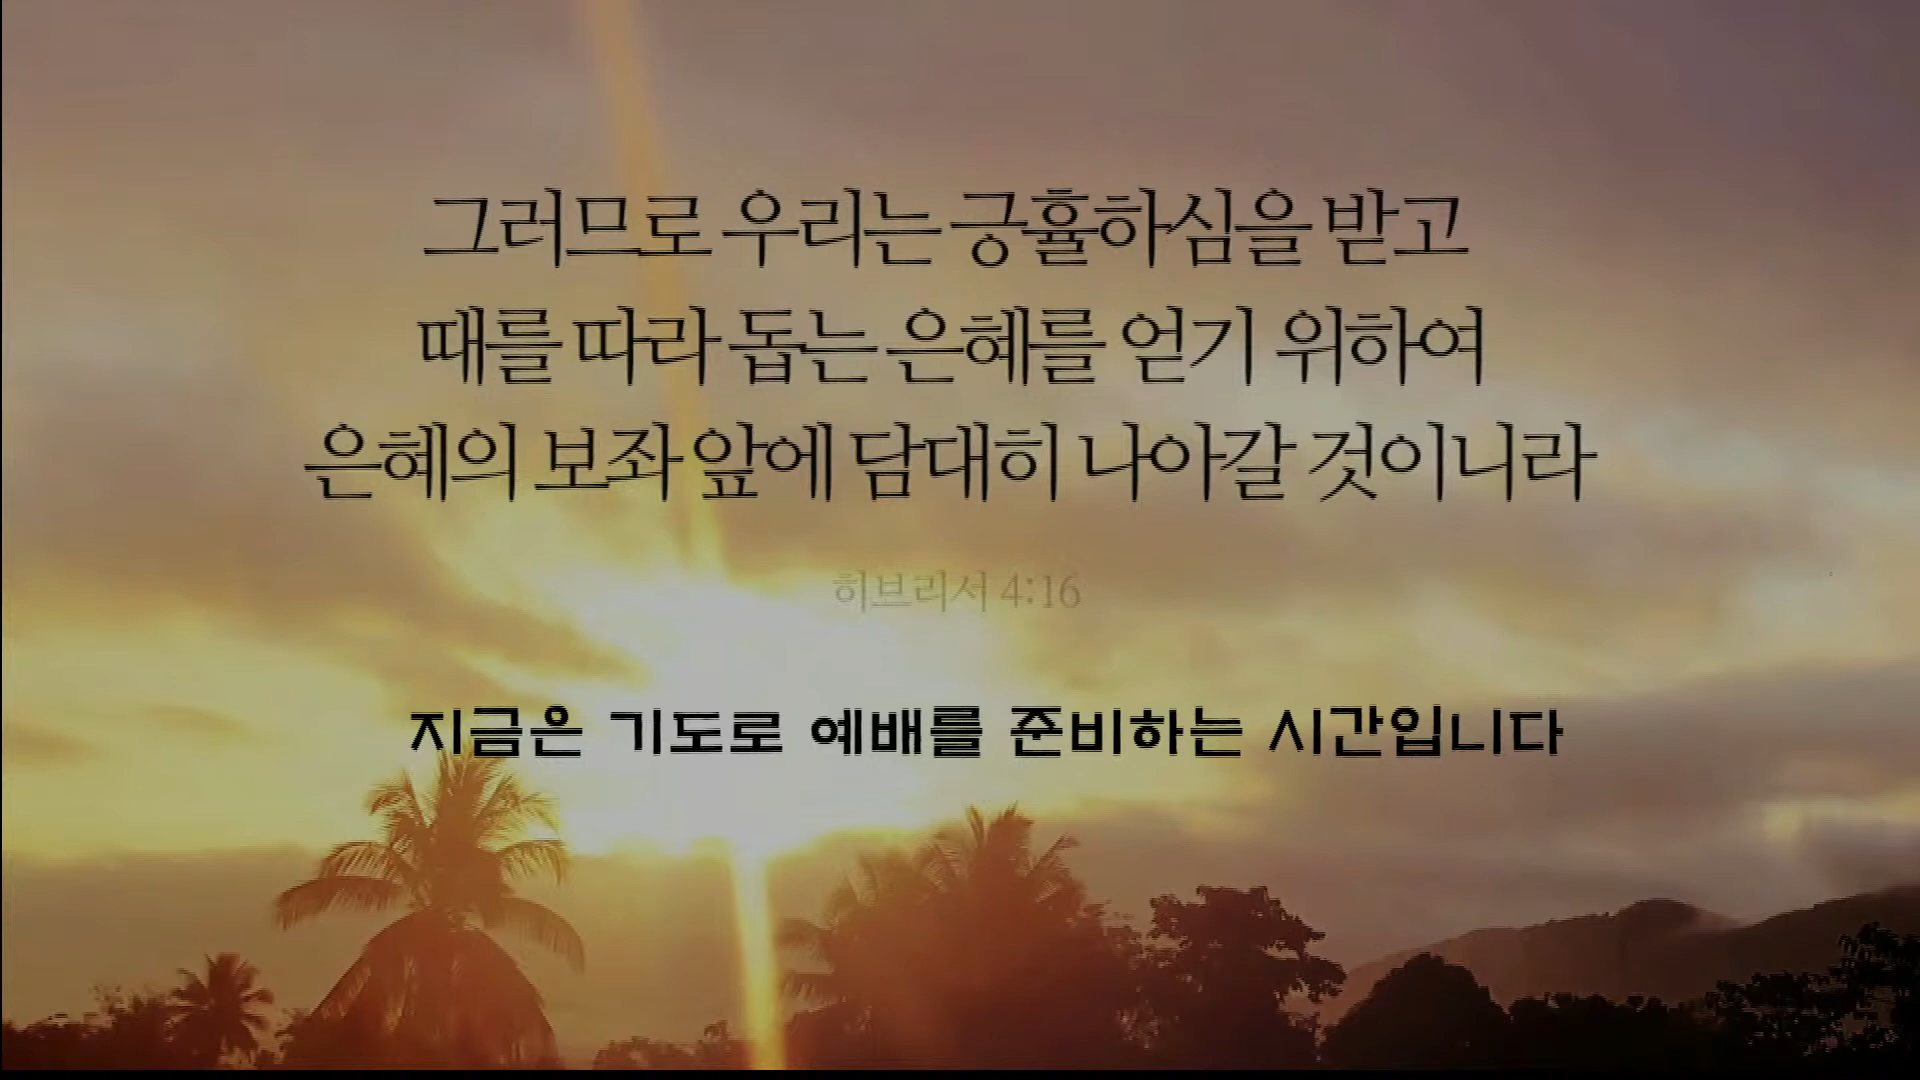 그러므로 우리는 긍휼하심을 받고
때를 따라 돕는 은혜를 얻기 위하여
은혜의 보좌 앞에 담대히 나아갈 것이니라
히브리서 4:16
지금은 기도로 예배를 준비하는 시간입니다